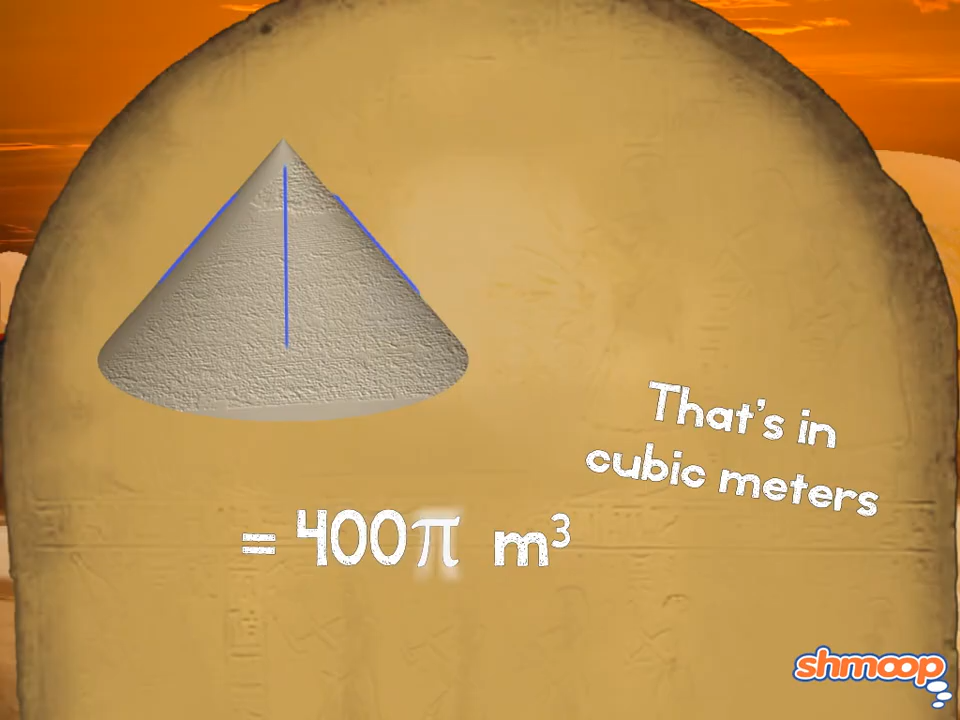 That's in
cubic meters
= 400π m³
shmoop